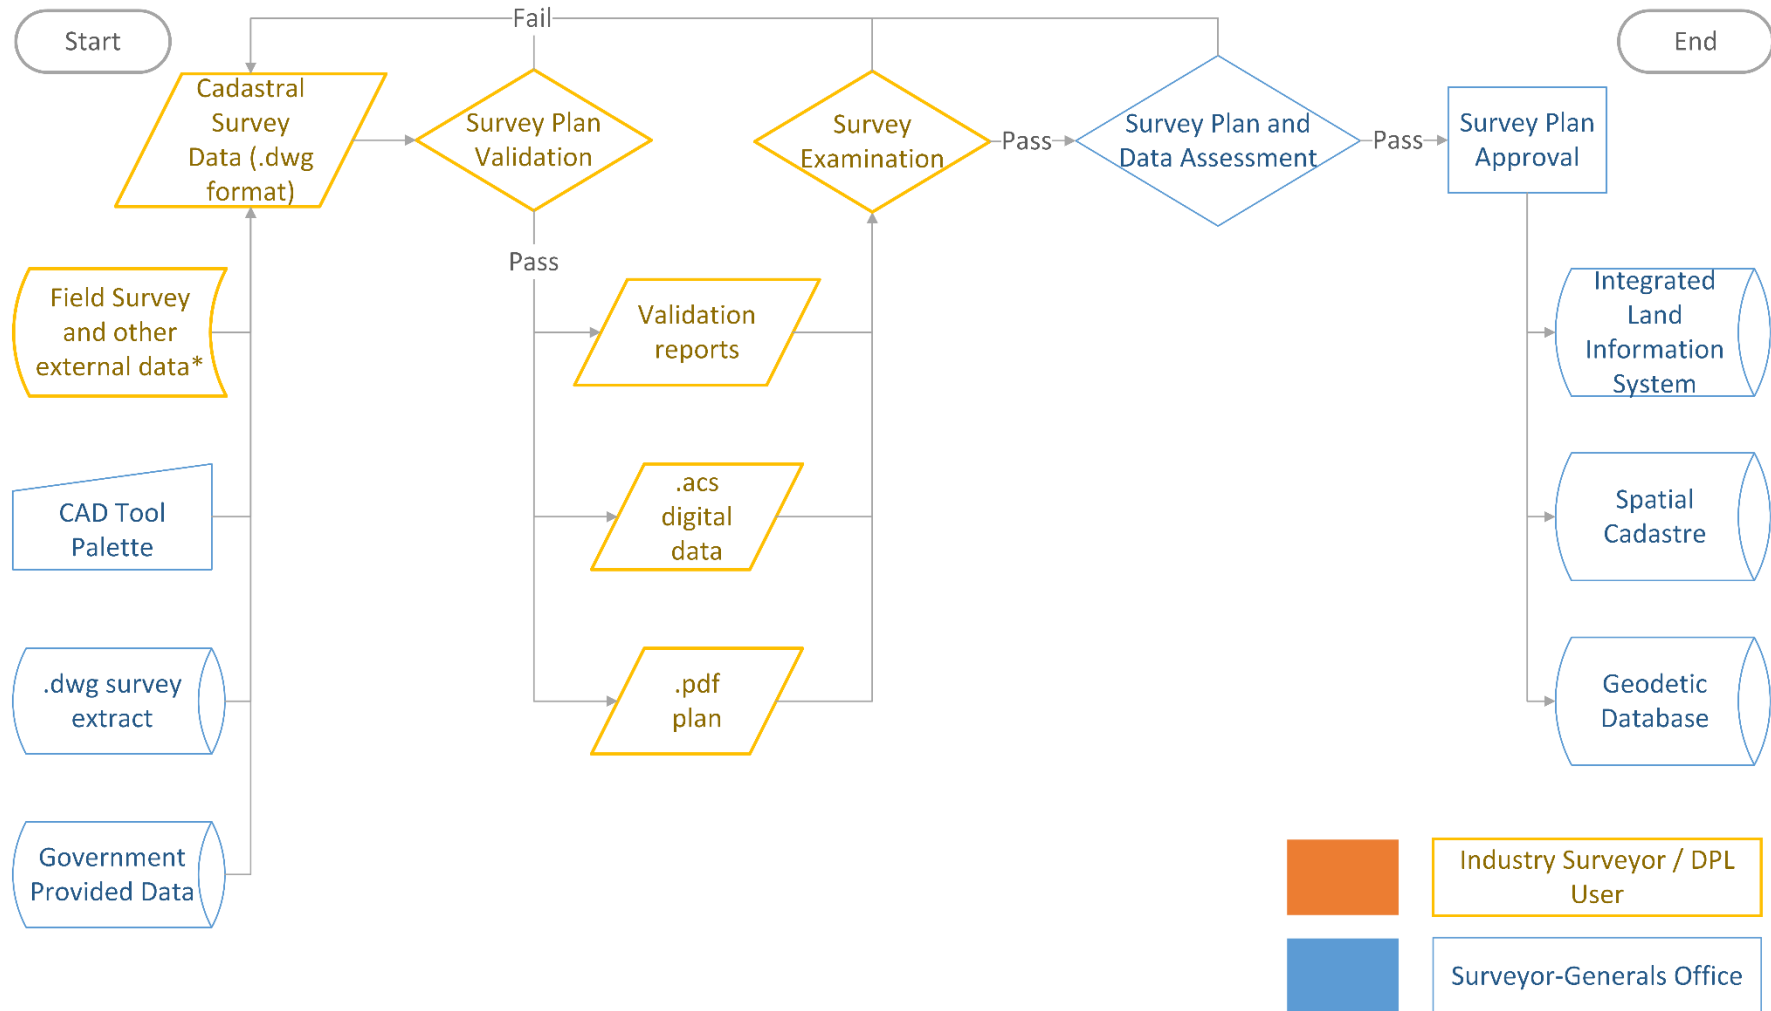 Start
Fail
End
Cadastral
Survey
Data (.dwg
format)
Survey Plan
Validation
Survey
Examination
Pass
Survey Plan and
Data Assessment
Pass
Survey Plan
Approval
Pass
Field Survey
and other
external data*
Validation
reports
Integrated
Land
Information
System
CAD Tool
Palette
.acs
digital
data
Spatial
Cadastre
.dwg survey
extract
.pdf
plan
Geodetic
Database
Government
Provided Data
Industry Surveyor / DPL
User
Surveyor-Generals Office